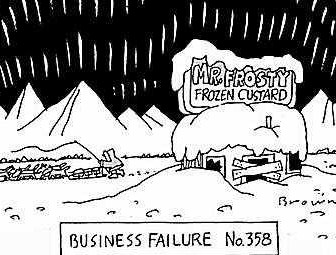 MR. FROSTY
FROZEN CUSTARD
Brown
BUSINESS FAILURE No. 358